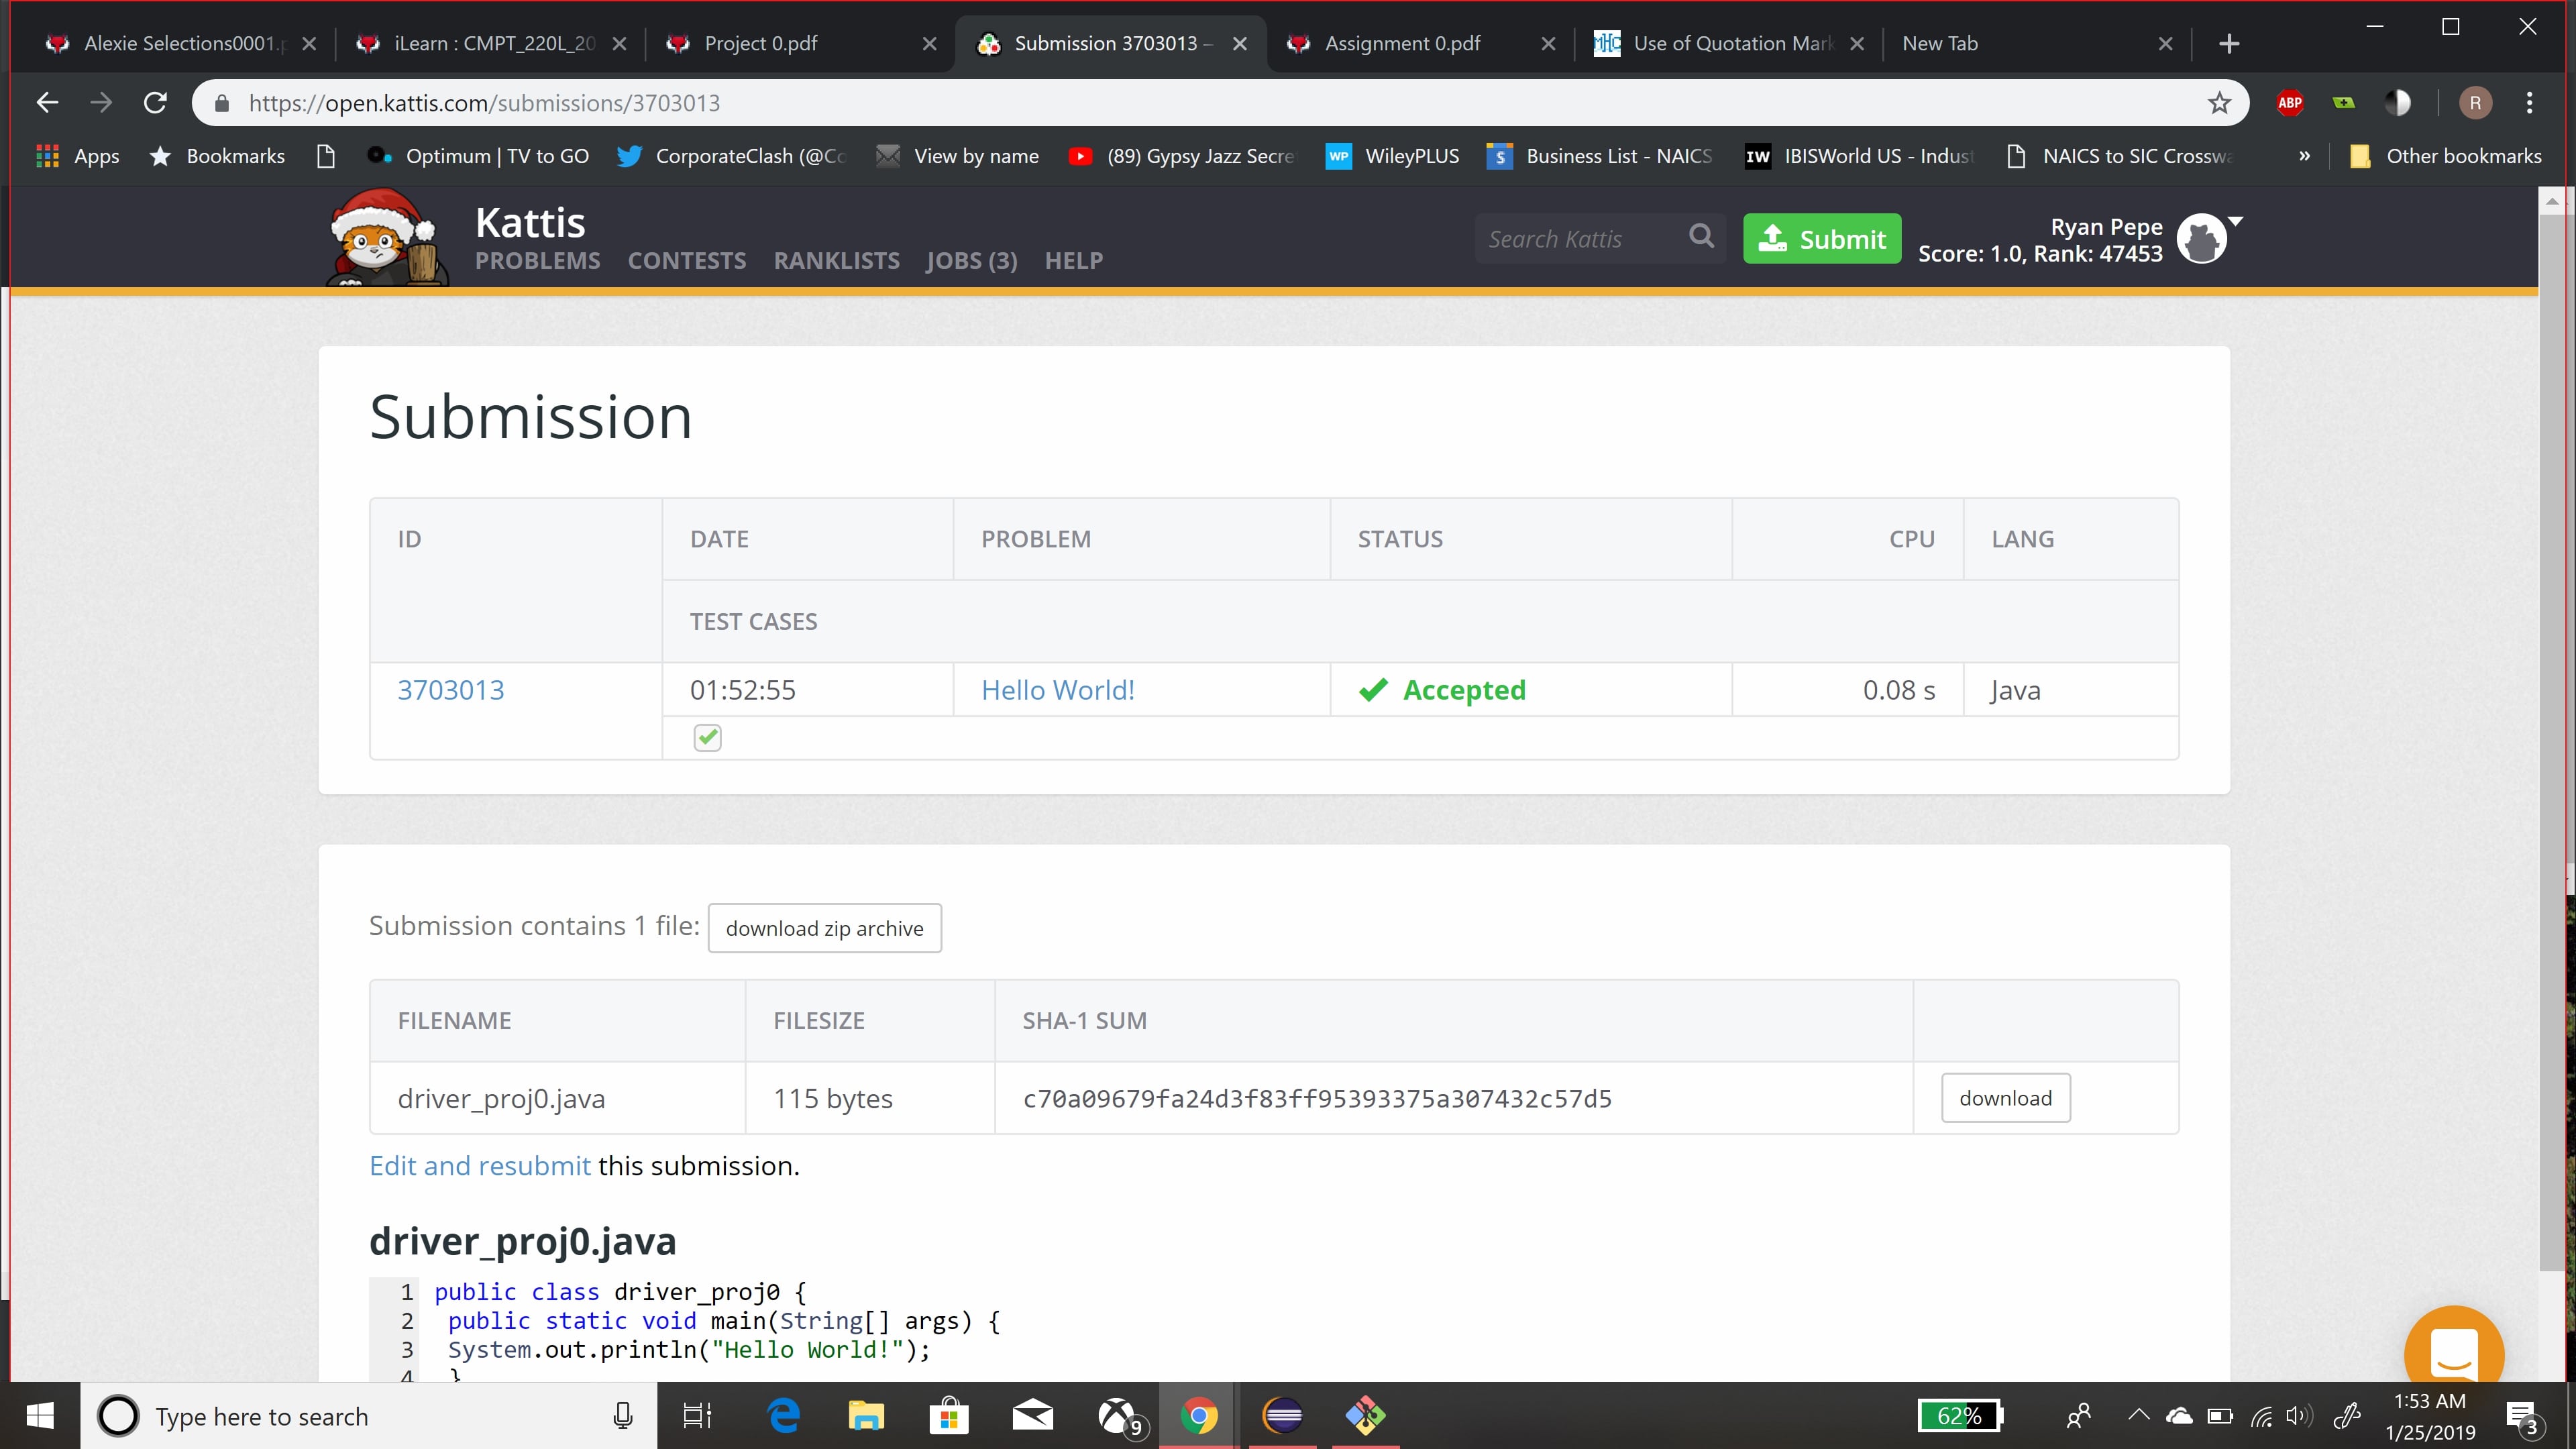 Alexie Selections0001.p
iLearn : CMPT_220L_20
Project 0.pdf
Submission 3703013 –
Assignment 0.pdf
Use of Quotation Mark
New Tab
https://open.kattis.com/submissions/3703013
ABP
R
Apps
Bookmarks
Optimum | TV to GO
CorporateClash (@Co
View by name
(89) Gypsy Jazz Secre
WP WileyPLUS
S Business List - NAICS
IW IBISWorld US - Indust
NAICS to SIC Crosswa
»
Other bookmarks
Kattis
PROBLEMS CONTESTS RANKLISTS JOBS (3) HELP
Search Kattis
Submit
Ryan Pepe
Score: 1.0, Rank: 47453
Submission
ID DATE PROBLEM STATUS CPU LANG
TEST CASES
3703013 01:52:55 Hello World! Accepted 0.08 s Java
Submission contains 1 file: download zip archive
FILENAME FILESIZE SHA-1 SUM
driver_proj0.java 115 bytes c70a09679fa24d3f83ff95393375a307432c57d5 download
Edit and resubmit this submission.
driver_proj0.java
1 public class driver_proj0 {
2 public static void main(String[] args) {
3 System.out.println("Hello World!");
4 }
Type here to search
9
62%
1:53 AM
1/25/2019
3